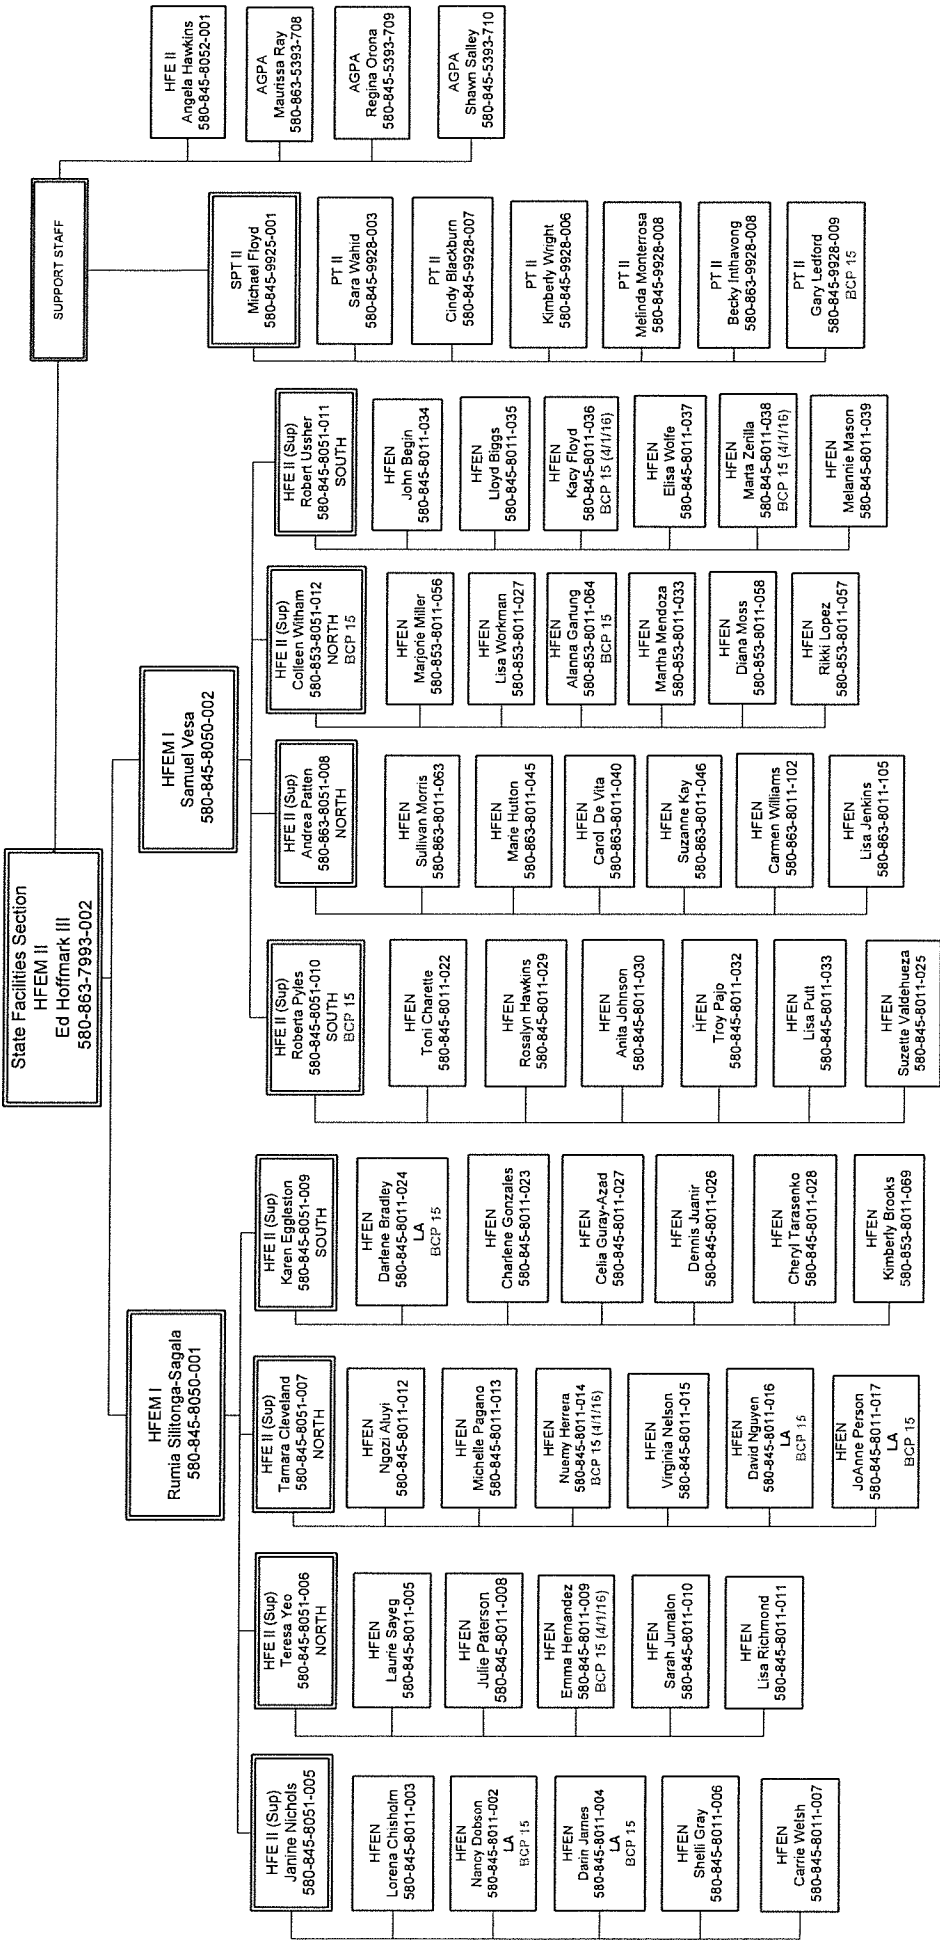 State Facilities Section
HFEM II
Ed Hoffmark III
580-863-7993-002
HFEM I
Rumia Silitonga-Sagala
580-845-8050-001
HFE II (Sup)
Janine Nichols
580-845-8051-005
HFEN
Lorena Chisholm
580-845-8011-003
HFEN
Nancy Dobson
580-845-8011-002
LA
BCP 15
HFEN
Darin James
580-845-8011-004
LA
BCP 15
HFEN
Shelli Gray
580-845-8011-006
HFEN
Carrie Welsh
580-845-8011-007
HFE II (Sup)
Teresa Yeo
580-845-8051-006
NORTH
HFEN
Laurie Sayeg
580-845-8011-005
HFEN
Julie Paterson
580-845-8011-008
HFEN
Emma Hernandez
580-845-8011-009
BCP 15 (4/1/16)
HFEN
Sarah Jumalon
580-845-8011-010
HFEN
Lisa Richmond
580-845-8011-011
HFE II (Sup)
Tamara Cleveland
580-845-8051-007
NORTH
HFEN
Ngozi Aluyi
580-845-8011-012
HFEN
Michelle Pagano
580-845-8011-013
HFEN
Nuemy Herrera
580-845-8011-014
BCP 15 (4/1/16)
HFEN
Virginia Nelson
580-845-8011-015
HFEN
David Nguyen
580-845-8011-016
LA
BCP 15
HFEN
JoAnne Person
580-845-8011-017
LA
BCP 15
HFE II (Sup)
Karen Eggleston
580-845-8051-009
SOUTH
HFEN
Darlene Bradley
580-845-8011-024
LA
BCP 15
HFEN
Charlene Gonzales
580-845-8011-023
HFEN
Celia Guiray-Azad
580-845-8011-027
HFEN
Dennis Juanir
580-845-8011-026
HFEN
Cheryl Tarasenko
580-845-8011-028
HFEN
Kimberly Brooks
580-853-8011-069
HFEM I
Samuel Vesa
580-845-8050-002
HFE II (Sup)
Roberta Pyles
580-845-8051-010
SOUTH
BCP 15
HFEN
Toni Charette
580-845-8011-022
HFEN
Rosalyn Hawkins
580-845-8011-029
HFEN
Anita Johnson
580-845-8011-030
HFEN
Troy Pajo
580-845-8011-032
HFEN
Lisa Putt
580-845-8011-033
HFEN
Suzette Valdehueza
580-845-8011-025
HFE II (Sup)
Andrea Patten
580-863-8051-008
NORTH
HFEN
Sullivan Morris
580-863-8011-063
HFEN
Marie Hutton
580-863-8011-045
HFEN
Carol De Vita
580-863-8011-040
HFEN
Suzanne Kay
580-863-8011-046
HFEN
Carmen Williams
580-863-8011-102
HFEN
Lisa Jenkins
580-863-8011-105
HFE II (Sup)
Colleen Witham
580-853-8051-012
NORTH
BCP 15
HFEN
Marjorie Miller
580-853-8011-056
HFEN
Lisa Workman
580-853-8011-027
HFEN
Alanna Gartung
580-853-8011-064
BCP 15
HFEN
Martha Mendoza
580-853-8011-033
HFEN
Diana Moss
580-853-8011-058
HFEN
Rikki Lopez
580-853-8011-057
HFE II (Sup)
Robert Ussher
580-845-8051-011
SOUTH
HFEN
John Begin
580-845-8011-034
HFEN
Lloyd Biggs
580-845-8011-035
HFEN
Kacy Floyd
580-845-8011-036
BCP 15 (4/1/16)
HFEN
Elisa Wolfe
580-845-8011-037
HFEN
Marta Zerilla
580-845-8011-038
BCP 15 (4/1/16)
HFEN
Melannie Mason
580-845-8011-039
SUPPORT STAFF
SPT II
Michael Floyd
580-845-9925-001
PT II
Sara Wahid
580-845-9928-003
PT II
Cindy Blackburn
580-845-9928-007
PT II
Kimberly Wright
580-845-9928-006
PT II
Melinda Monterrosa
580-845-9928-008
PT II
Becky Inthavong
580-863-9928-008
PT II
Gary Ledford
580-845-9928-009
BCP 15
HFE II
Angela Hawkins
580-845-8052-001
AGPA
Maurissa Ray
580-863-5393-708
AGPA
Regina Orona
580-845-5393-709
AGPA
Shawn Salley
580-845-5393-710